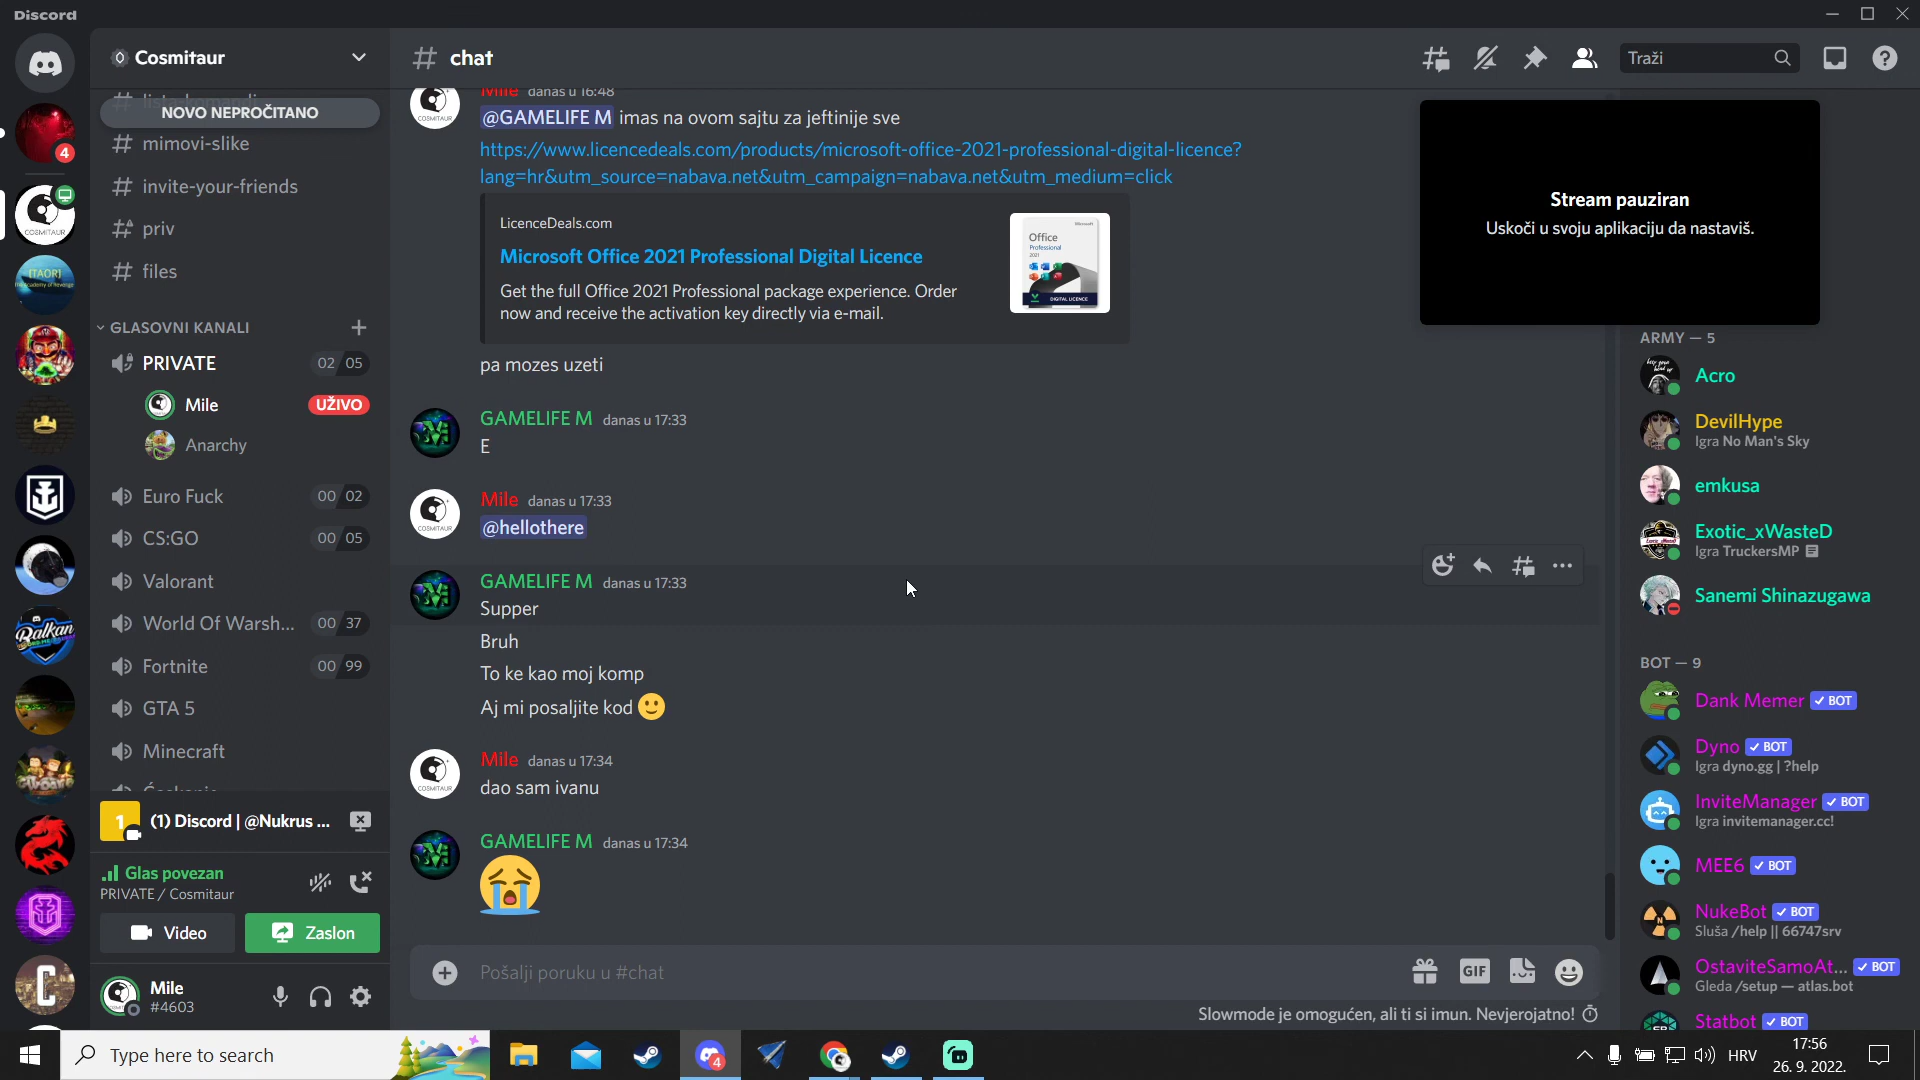 Discord
Cosmitaur
NOVO NEPROČITANO
mimovi-slike
invite-your-friends
priv
files
GLASOVNI KANALI
PRIVATE 02 05
Mile UŽIVO
Anarchy
Euro Fuck 00 02
CS:GO 00 05
Valorant
World Of Warsh... 00 37
Fortnite 00 99
GTA 5
Minecraft
(1) Discord | @Nukrus ...
Glas povezan
PRIVATE / Cosmitaur
Video
Zaslon
Mile
#4603
# chat
Traži
Mile danas u 16:48
@GAMELIFE M imas na ovom sajtu za jeftinije sve
https://www.licencedeals.com/products/microsoft-office-2021-professional-digital-licence?
lang=hr&utm_source=nabava.net&utm_campaign=nabava.net&utm_medium=click
LicenceDeals.com
Microsoft Office 2021 Professional Digital Licence
Get the full Office 2021 Professional package experience. Order
now and receive the activation key directly via e-mail.
Office
Professional
2021
DIGITAL LICENCE
pa mozes uzeti
GAMELIFE M danas u 17:33
E
Mile danas u 17:33
@hellothere
GAMELIFE M danas u 17:33
Supper
Bruh
To ke kao moj komp
Aj mi posaljite kod 🙂
Mile danas u 17:34
dao sam ivanu
GAMELIFE M danas u 17:34
😭
Pošalji poruku u #chat
GIF
Slowmode je omogućen, ali ti si imun. Nevjerojatno!
Stream pauziran
Uskoči u svoju aplikaciju da nastaviš.
ARMY — 5
Acro
DevilHype
Igra No Man's Sky
emkusa
Exotic_xWasteD
Igra TruckersMP
Sanemi Shinazugawa
BOT — 9
Dank Memer ✓ BOT
Dyno ✓ BOT
Igra dyno.gg | ?help
InviteManager ✓ BOT
Igra invitemanager.cc!
MEE6 ✓ BOT
NukeBot ✓ BOT
Sluša /help || 66747srv
OstaviteSamoAt... ✓ BOT
Gleda /setup — atlas.bot
Statbot ✓ BOT
Type here to search
HRV
17:56
26. 9. 2022.